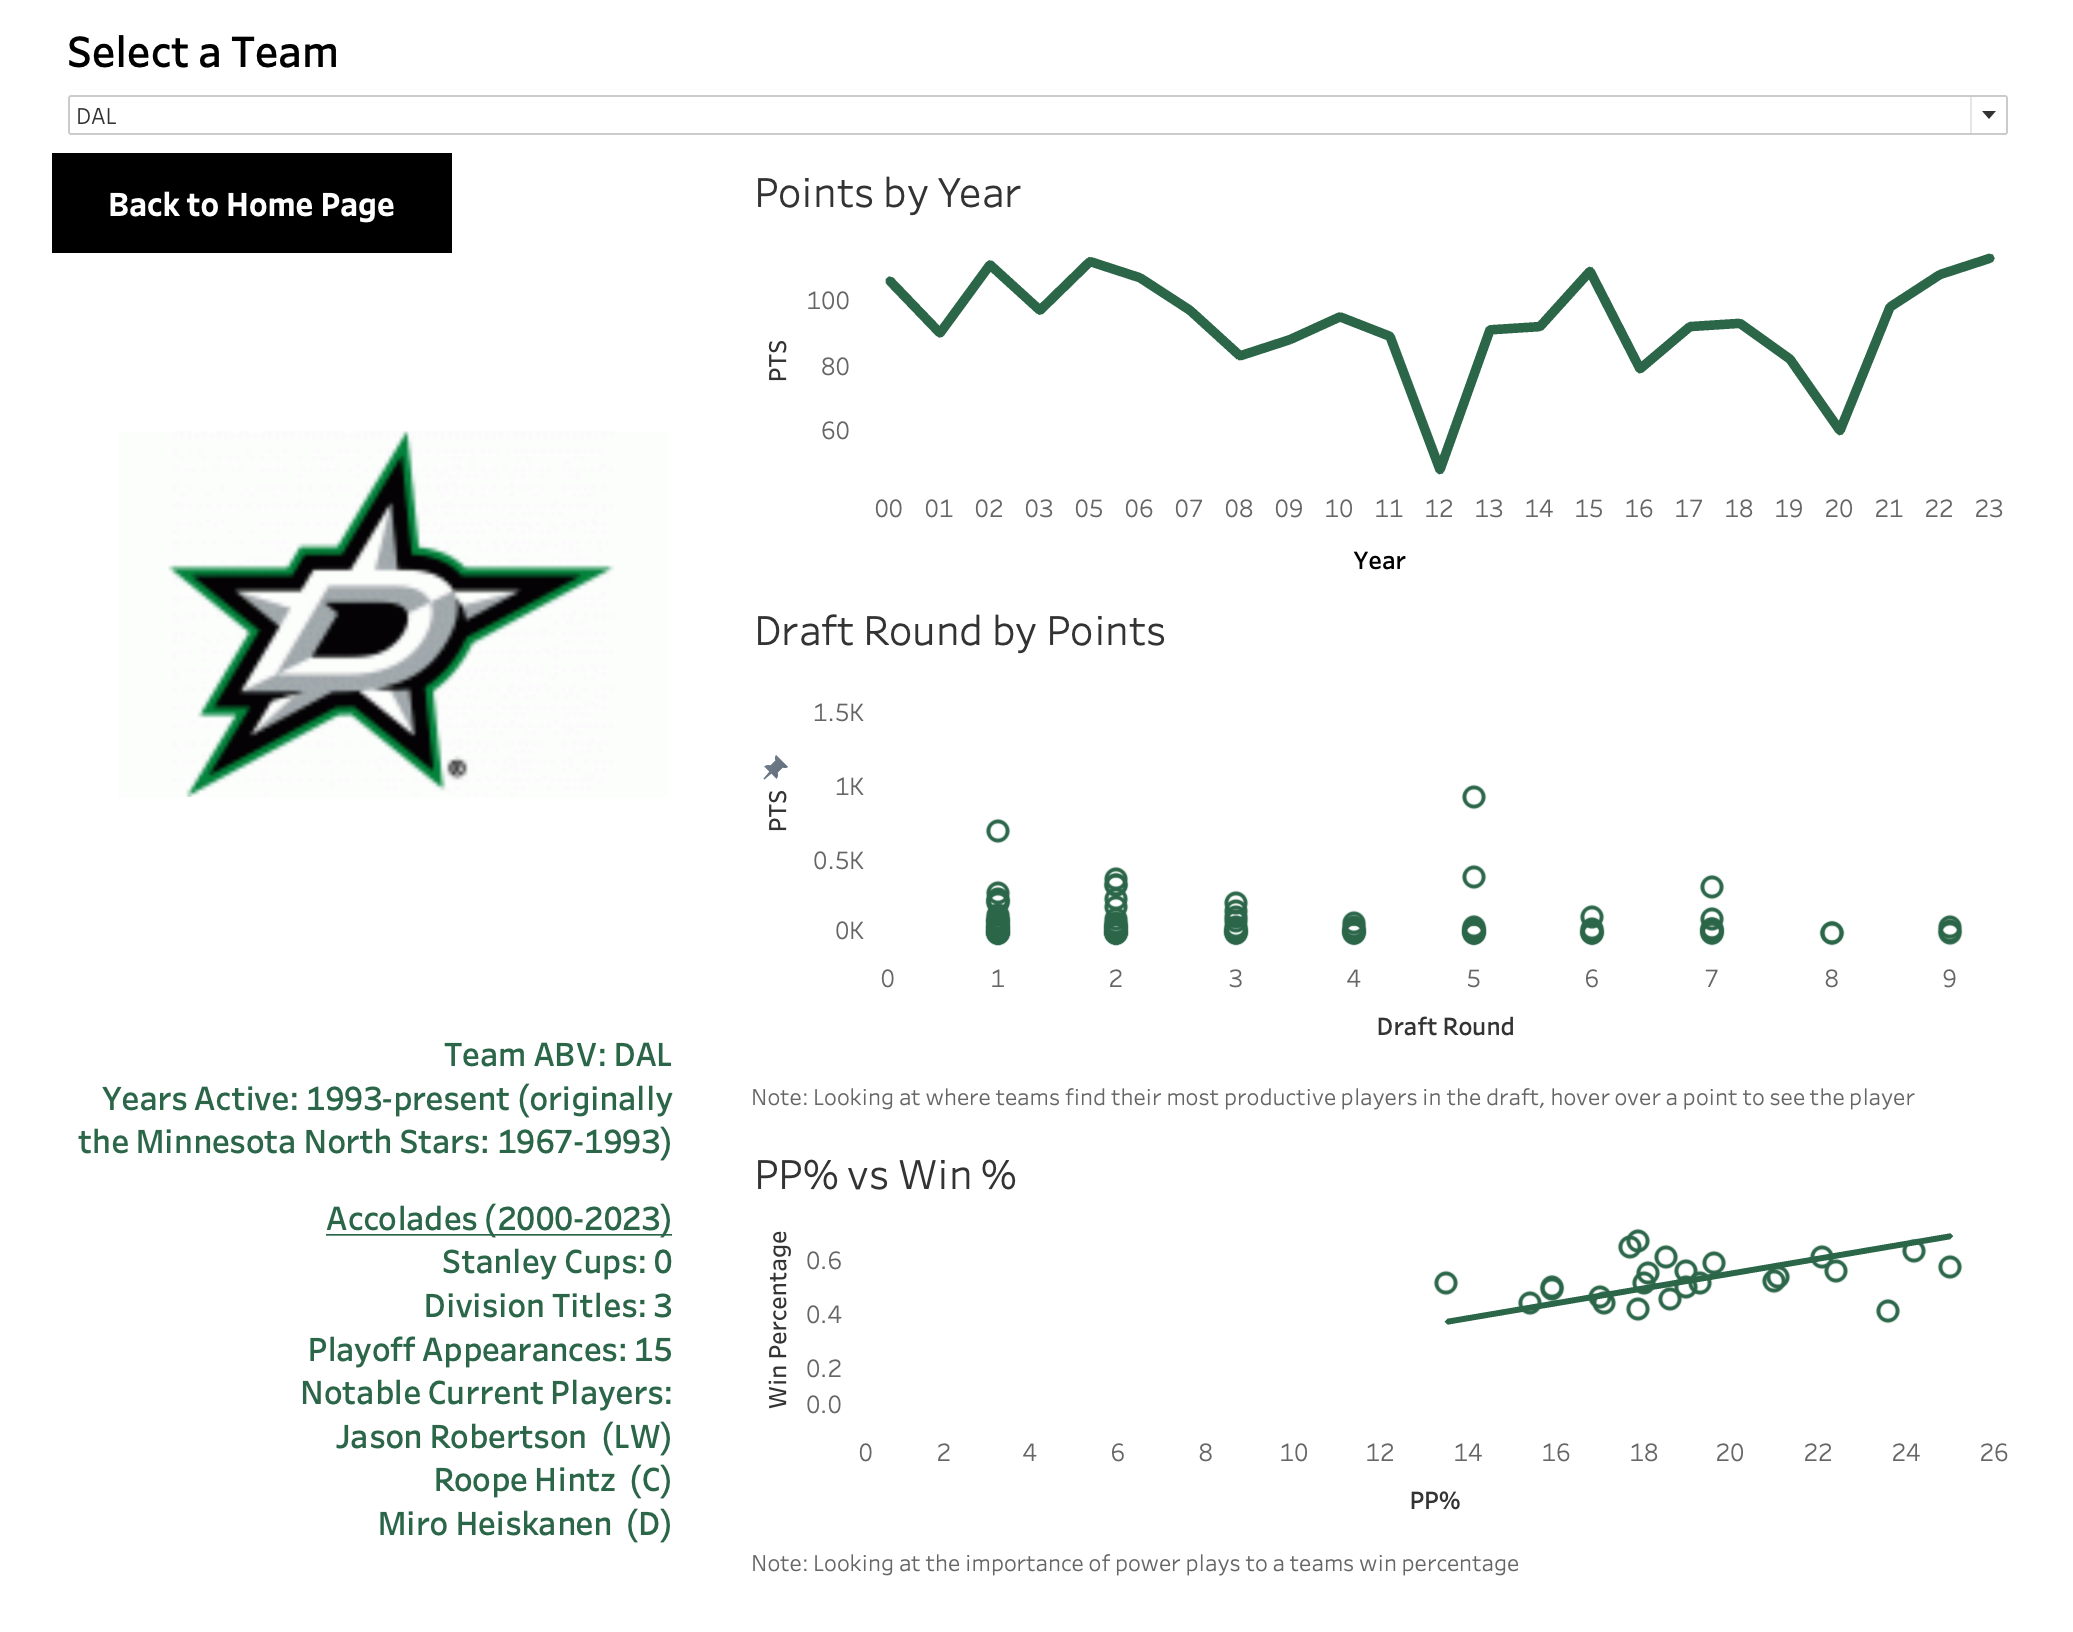 Select a Team
DAL
Back to Home Page
Points by Year
PTS
100
80
60
00 01 02 03 05 06 07 08 09 10 11 12 13 14 15 16 17 18 19 20 21 22 23
Year
D
®
Draft Round by Points
PTS
1.5K
1K
0.5K
0K
0 1 2 3 4 5 6 7 8 9
Draft Round
Note: Looking at where teams find their most productive players in the draft, hover over a point to see the player
Team ABV: DAL
Years Active: 1993-present (originally
the Minnesota North Stars: 1967-1993)
Accolades (2000-2023)
Stanley Cups: 0
Division Titles: 3
Playoff Appearances: 15
Notable Current Players:
Jason Robertson (LW)
Roope Hintz (C)
Miro Heiskanen (D)
PP% vs Win %
Win Percentage
0.6
0.4
0.2
0.0
0 2 4 6 8 10 12 14 16 18 20 22 24 26
PP%
Note: Looking at the importance of power plays to a teams win percentage